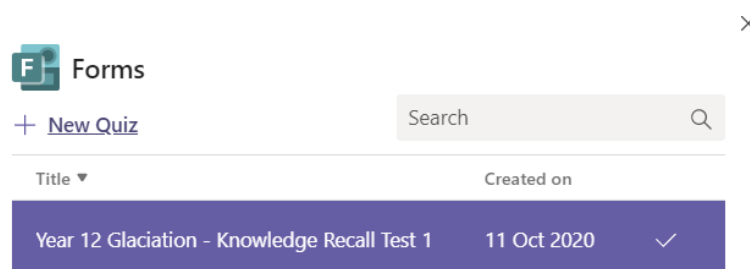 Forms
+ New Quiz
Search
Title ▼ Created on
Year 12 Glaciation - Knowledge Recall Test 1 11 Oct 2020